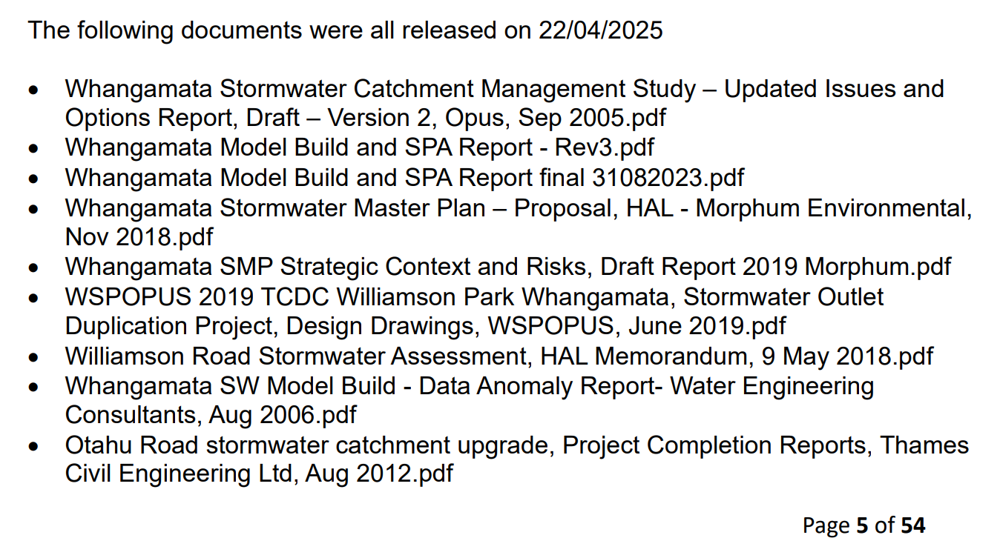 The following documents were all released on 22/04/2025
• Whangamata Stormwater Catchment Management Study – Updated Issues and
Options Report, Draft – Version 2, Opus, Sep 2005.pdf
• Whangamata Model Build and SPA Report - Rev3.pdf
• Whangamata Model Build and SPA Report final 31082023.pdf
• Whangamata Stormwater Master Plan – Proposal, HAL - Morphum Environmental,
Nov 2018.pdf
• Whangamata SMP Strategic Context and Risks, Draft Report 2019 Morphum.pdf
• WSPOPUS 2019 TCDC Williamson Park Whangamata, Stormwater Outlet
Duplication Project, Design Drawings, WSPOPUS, June 2019.pdf
• Williamson Road Stormwater Assessment, HAL Memorandum, 9 May 2018.pdf
• Whangamata SW Model Build - Data Anomaly Report- Water Engineering
Consultants, Aug 2006.pdf
• Otahu Road stormwater catchment upgrade, Project Completion Reports, Thames
Civil Engineering Ltd, Aug 2012.pdf
Page 5 of 54